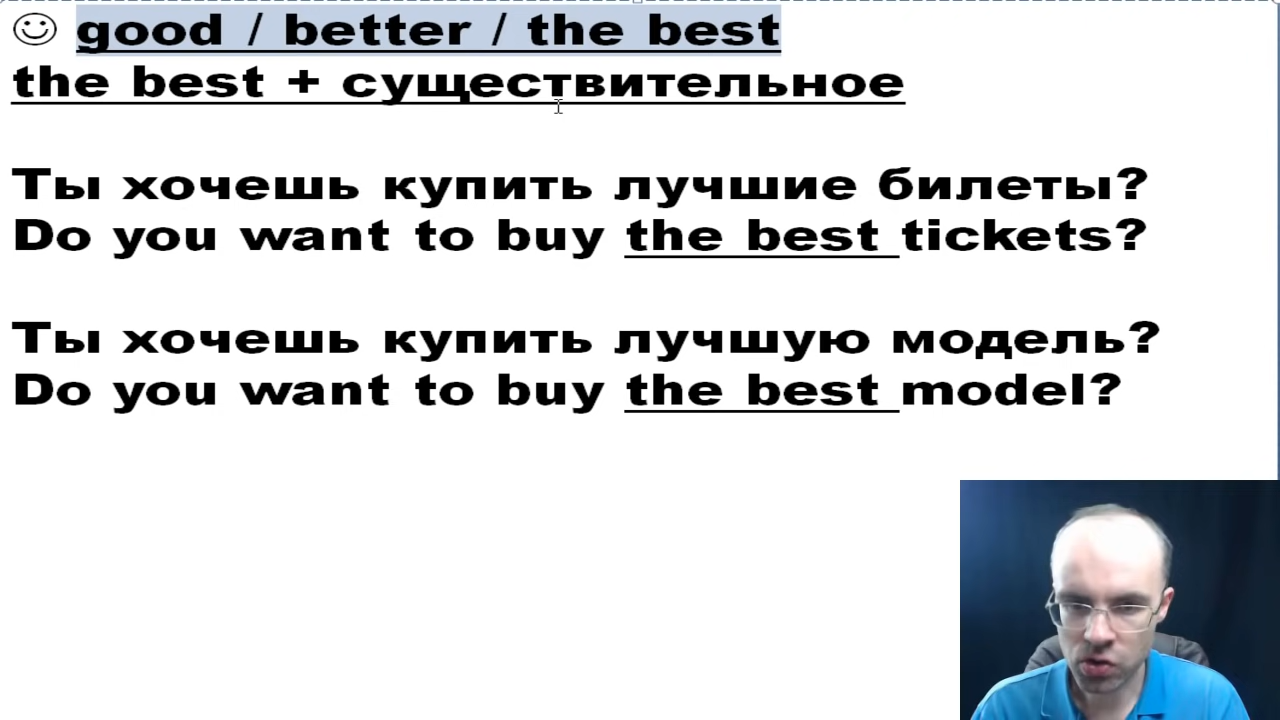 ☺ good / better / the best
the best + существительное
Ты хочешь купить лучшие билеты?
Do you want to buy the best tickets?
Ты хочешь купить лучшую модель?
Do you want to buy the best model?